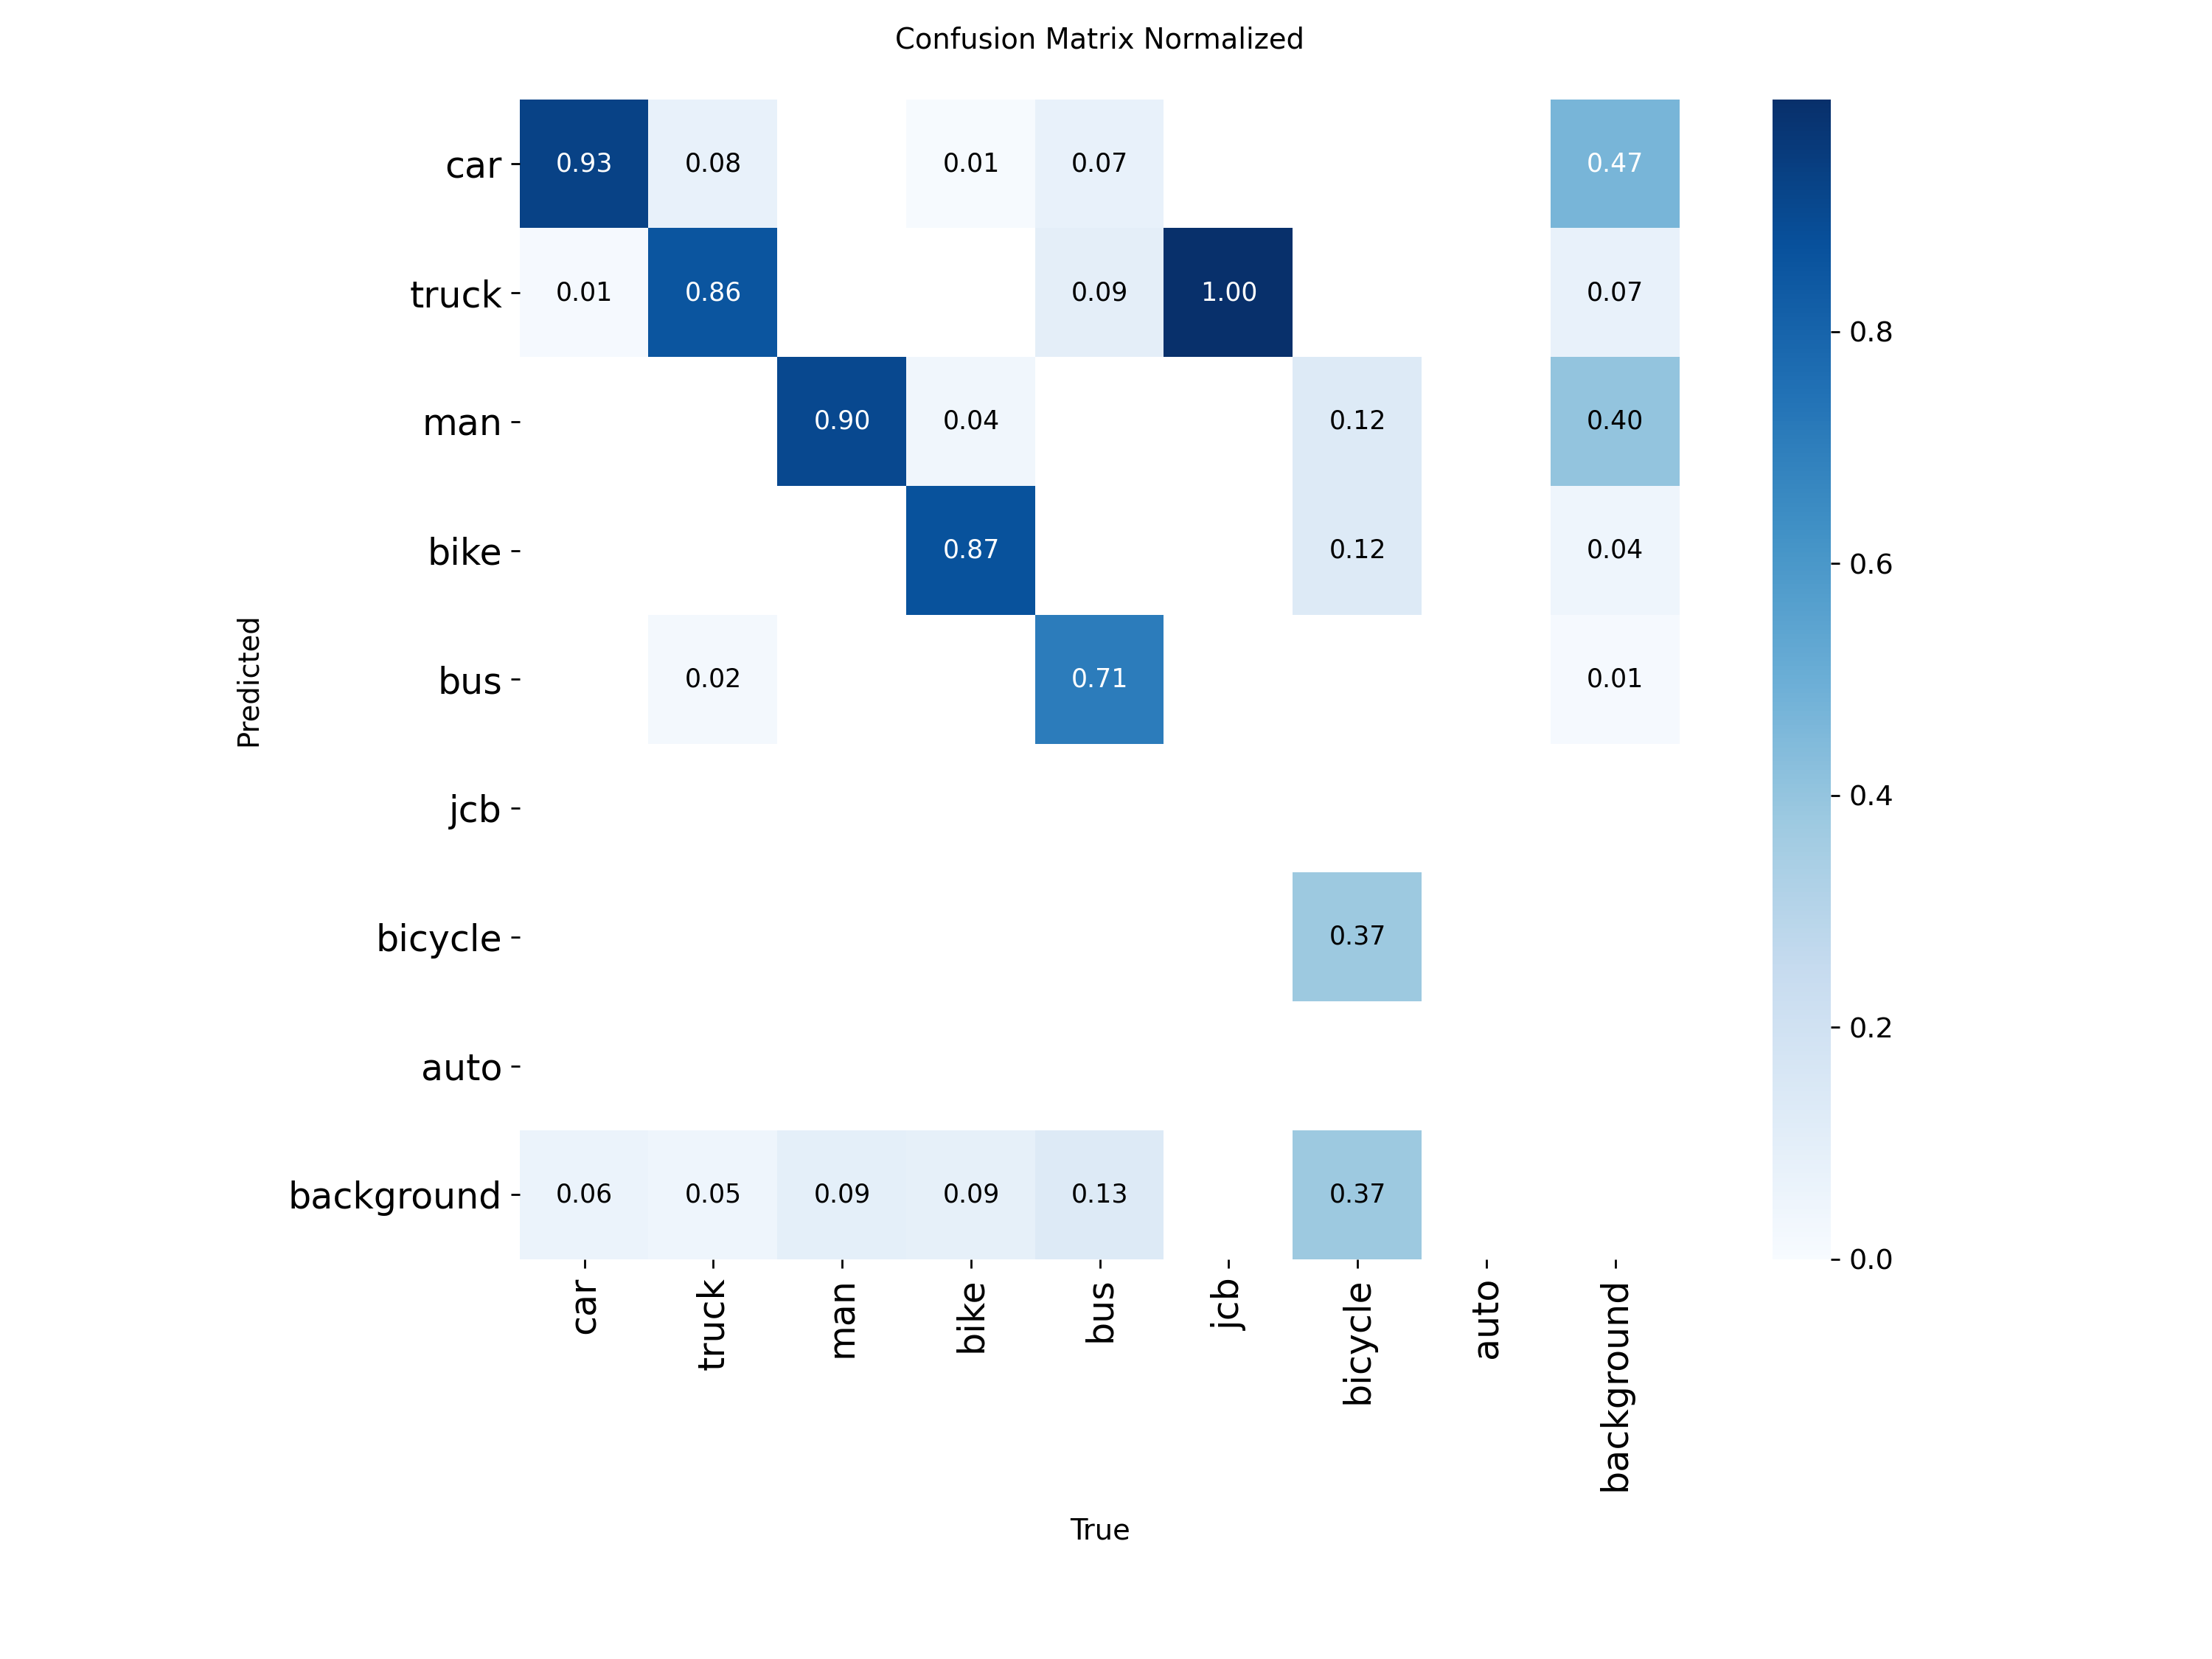 Confusion Matrix Normalized
car 0.93 0.08 0.01 0.07 0.47
truck 0.01 0.86 0.09 1.00 0.07
0.8
man 0.90 0.04 0.12 0.40
bike 0.87 0.12 0.04
0.6
Predicted
bus 0.02 0.71 0.01
jcb
0.4
bicycle 0.37
auto
0.2
background 0.06 0.05 0.09 0.09 0.13 0.37
0.0
car truck man bike bus jcb bicycle auto background
True